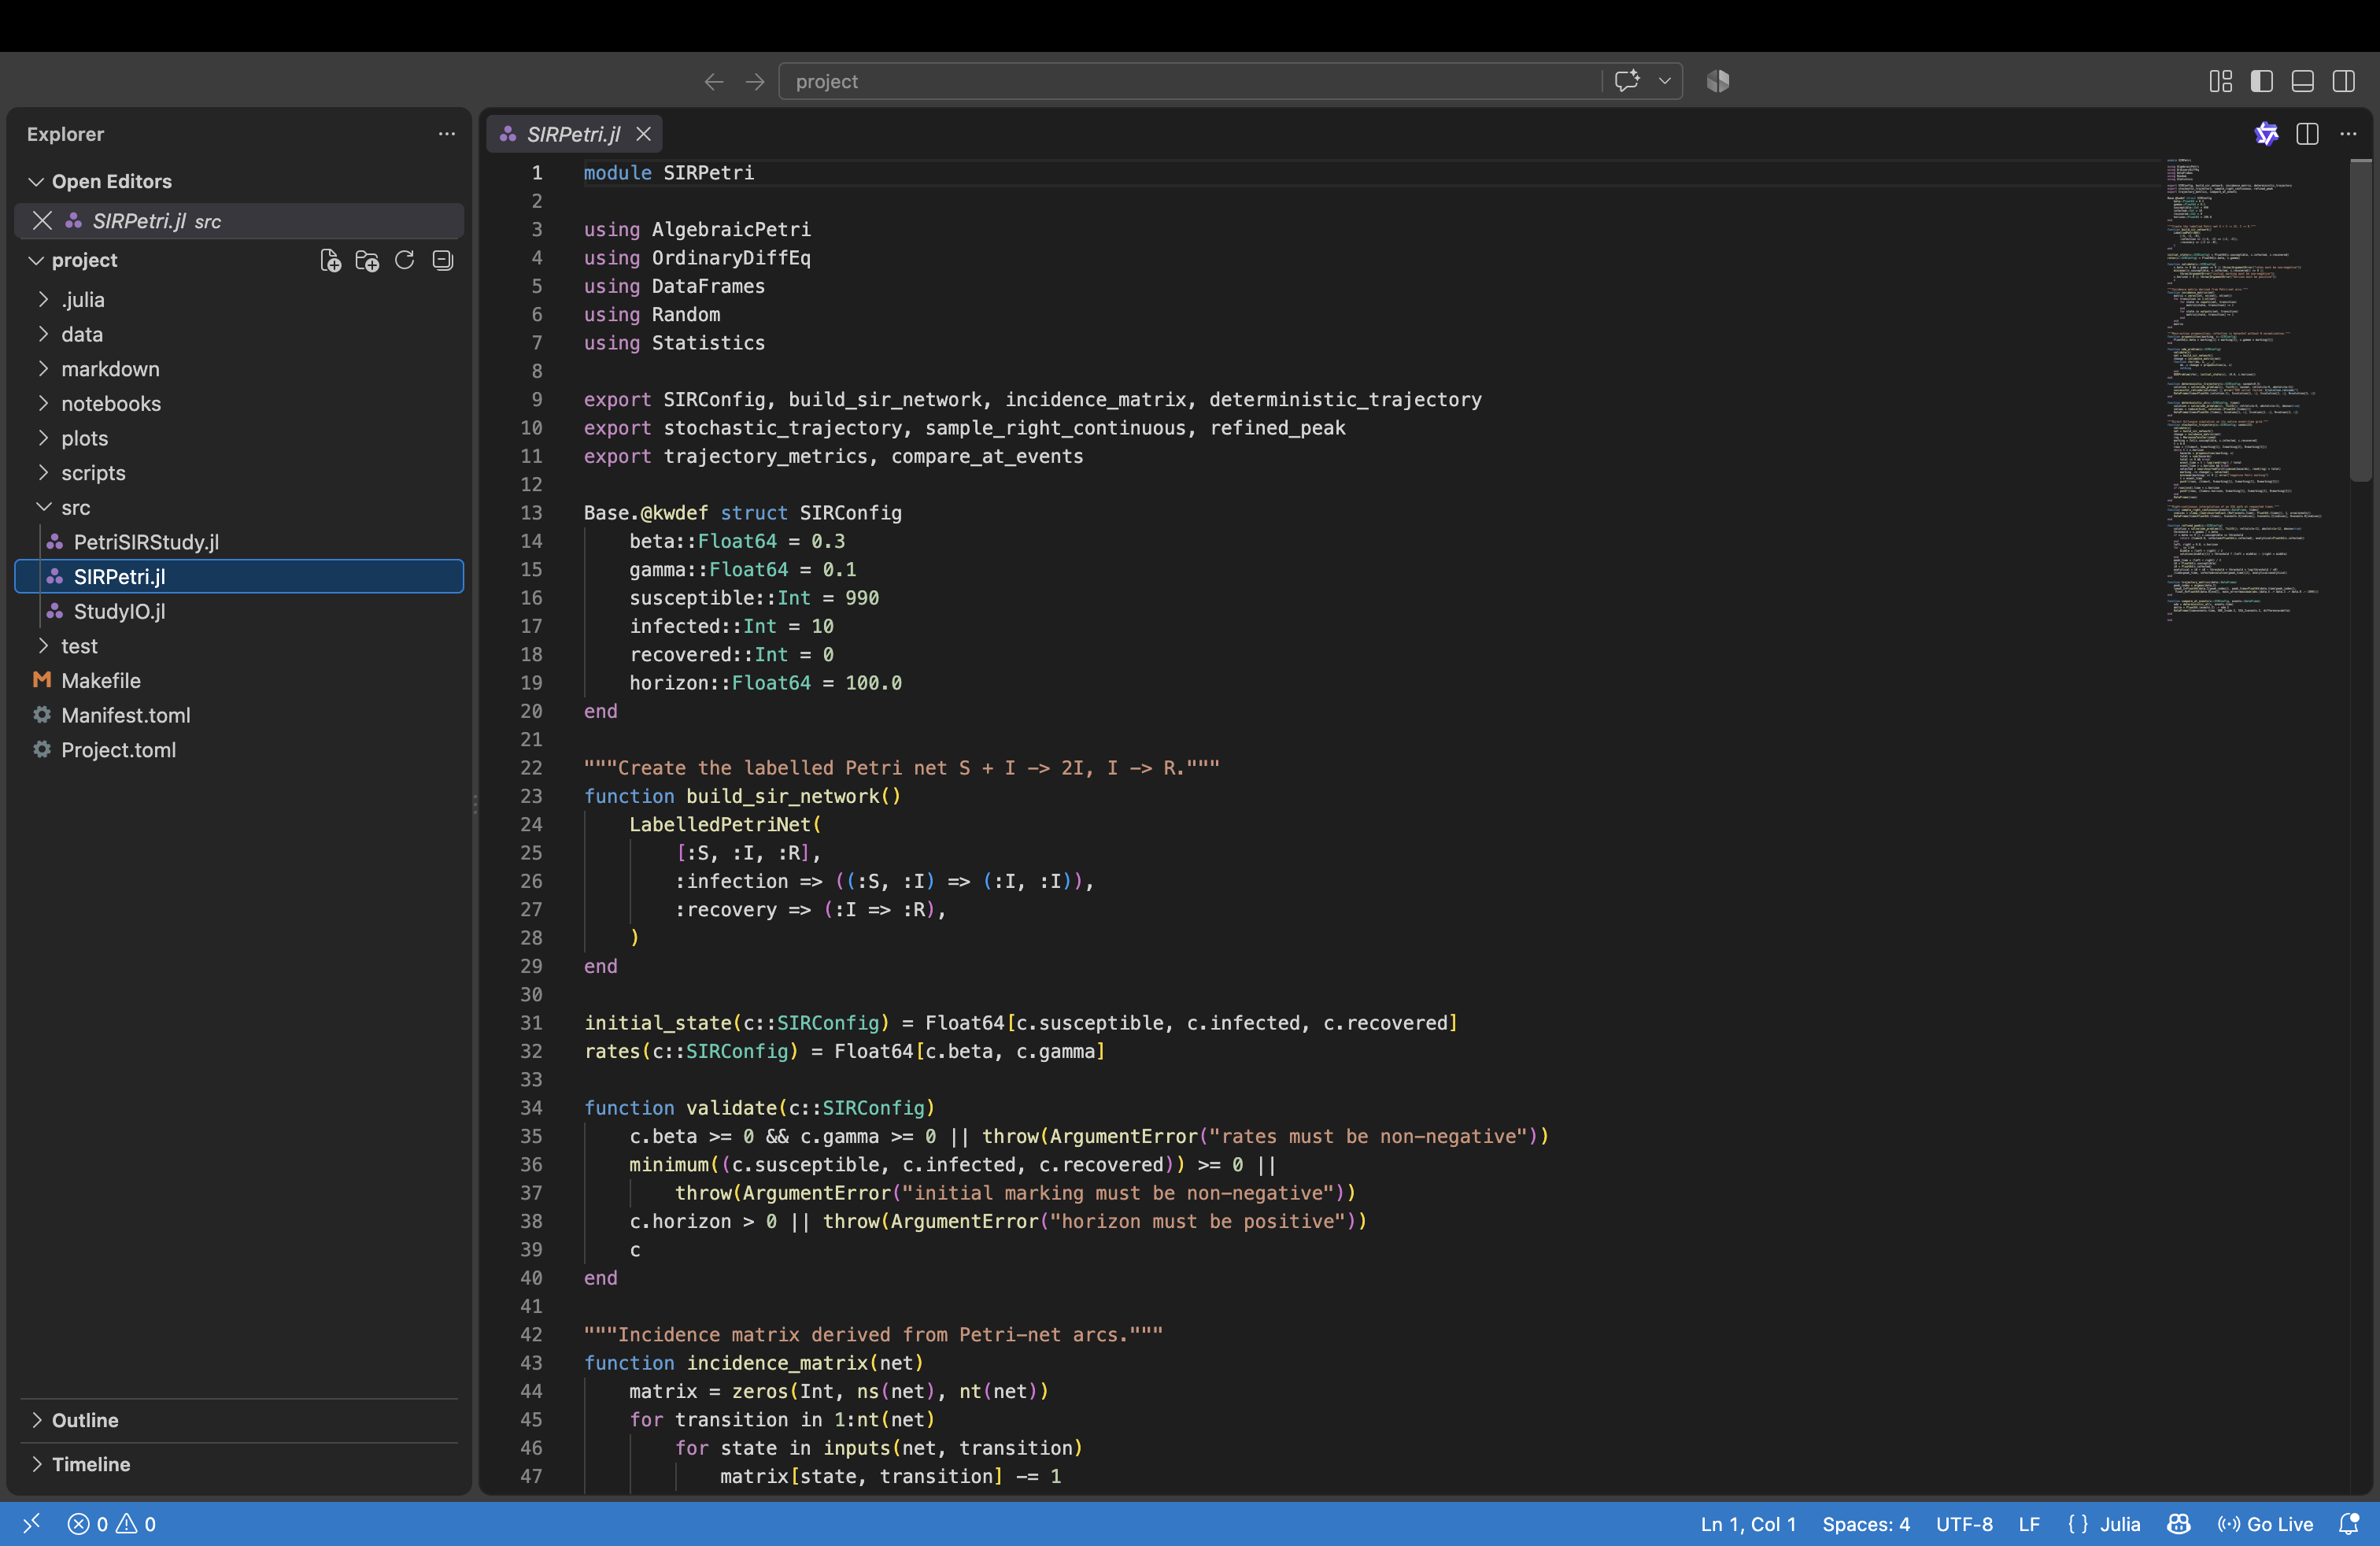 project
Explorer
Open Editors
SIRPetri.jl src
project
.julia
data
markdown
notebooks
plots
scripts
src
PetriSIRStudy.jl
SIRPetri.jl
StudyIO.jl
test
Makefile
Manifest.toml
Project.toml
Outline
Timeline
SIRPetri.jl
1 module SIRPetri
2
3 using AlgebraicPetri
4 using OrdinaryDiffEq
5 using DataFrames
6 using Random
7 using Statistics
8
9 export SIRConfig, build_sir_network, incidence_matrix, deterministic_trajectory
10 export stochastic_trajectory, sample_right_continuous, refined_peak
11 export trajectory_metrics, compare_at_events
12
13 Base.@kwdef struct SIRConfig
14     beta::Float64 = 0.3
15     gamma::Float64 = 0.1
16     susceptible::Int = 990
17     infected::Int = 10
18     recovered::Int = 0
19     horizon::Float64 = 100.0
20 end
21
22 """Create the labelled Petri net S + I -> 2I, I -> R."""
23 function build_sir_network()
24     LabelledPetriNet(
25         [:S, :I, :R],
26         :infection => ((:S, :I) => (:I, :I)),
27         :recovery => (:I => :R),
28     )
29 end
30
31 initial_state(c::SIRConfig) = Float64[c.susceptible, c.infected, c.recovered]
32 rates(c::SIRConfig) = Float64[c.beta, c.gamma]
33
34 function validate(c::SIRConfig)
35     c.beta >= 0 && c.gamma >= 0 || throw(ArgumentError("rates must be non-negative"))
36     minimum((c.susceptible, c.infected, c.recovered)) >= 0 ||
37         throw(ArgumentError("initial marking must be non-negative"))
38     c.horizon > 0 || throw(ArgumentError("horizon must be positive"))
39     c
40 end
41
42 """Incidence matrix derived from Petri-net arcs."""
43 function incidence_matrix(net)
44     matrix = zeros(Int, ns(net), nt(net))
45     for transition in 1:nt(net)
46         for state in inputs(net, transition)
47             matrix[state, transition] -= 1
0 0
Ln 1, Col 1 Spaces: 4 UTF-8 LF { } Julia Go Live